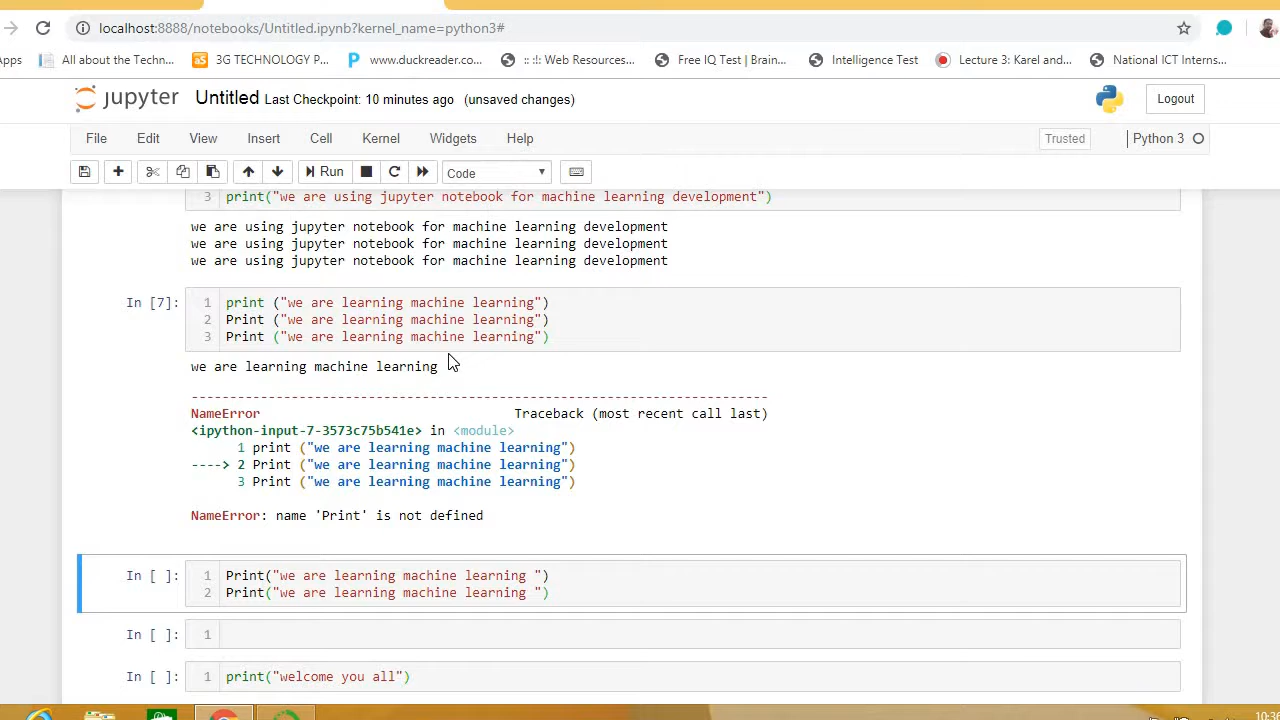 localhost:8888/notebooks/Untitled.ipynb?kernel_name=python3#
pps All about the Techn... aS 3G TECHNOLOGY P... P www.duckreader.co... :: :!: Web Resources... Free IQ Test | Brain... Intelligence Test Lecture 3: Karel and... National ICT Interns...
jupyter Untitled Last Checkpoint: 10 minutes ago (unsaved changes) Logout
File Edit View Insert Cell Kernel Widgets Help Trusted Python 3
Run Code
3 print("we are using jupyter notebook for machine learning development")
we are using jupyter notebook for machine learning development
we are using jupyter notebook for machine learning development
we are using jupyter notebook for machine learning development
In [7]: 1 print ("we are learning machine learning")
2 Print ("we are learning machine learning")
3 Print ("we are learning machine learning")
we are learning machine learning
---------------------------------------------------------------------------
NameError Traceback (most recent call last)
<ipython-input-7-3573c75b541e> in <module>
1 print ("we are learning machine learning")
----> 2 Print ("we are learning machine learning")
3 Print ("we are learning machine learning")
NameError: name 'Print' is not defined
In [ ]: 1 Print("we are learning machine learning ")
2 Print("we are learning machine learning ")
In [ ]: 1
In [ ]: 1 print("welcome you all")